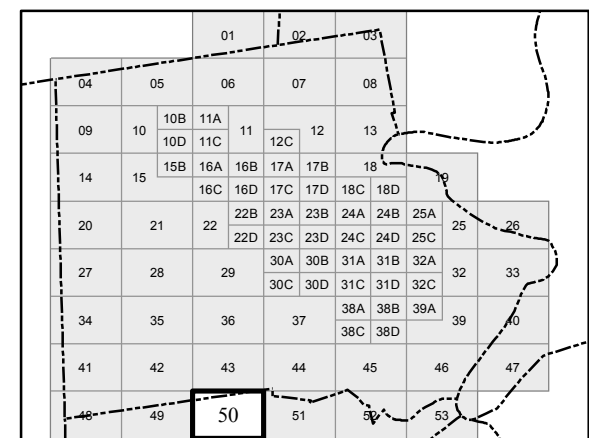 01 02 03
04 05 06 07 08
10B 11A
09 10 11 12 13
10D 11C 12C
15B 16A 16B 17A 17B 18
14 15 19
16C 16D 17C 17D 18C 18D
22B 23A 23B 24A 24B 25A
20 21 22 25 26
22D 23C 23D 24C 24D 25C
30A 30B 31A 31B 32A
27 28 29 32 33
30C 30D 31C 31D 32C
38A 38B 39A
34 35 36 37 39 40
38C 38D
41 42 43 44 45 46 47
48 49 50 51 52 53